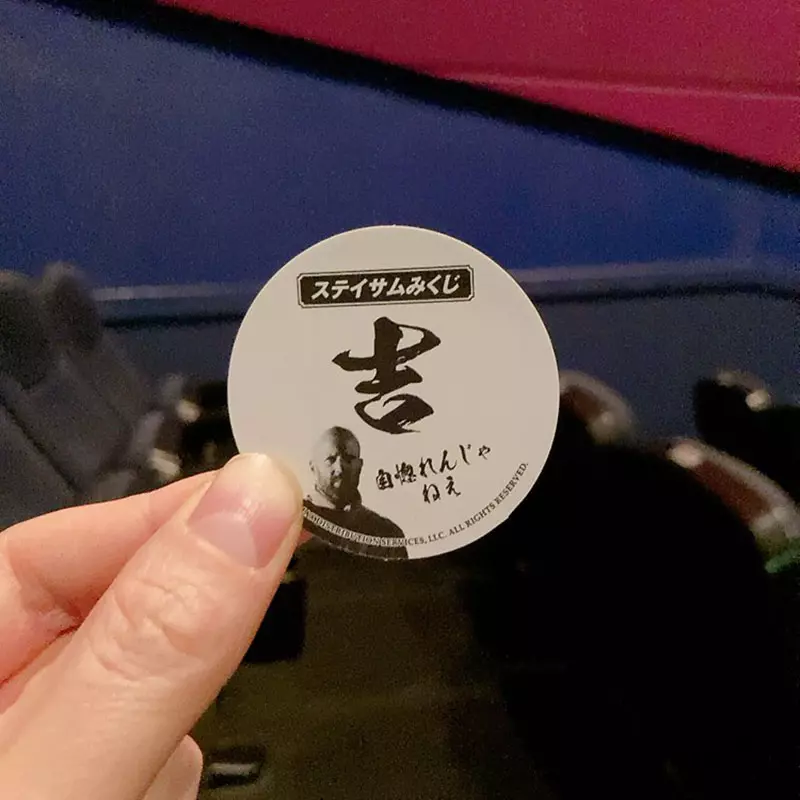 ステイサムみくじ
吉
自惚れんじゃ
ねえ
DISTRIBUTION SERVICES, LLC. ALL RIGHTS RESERVED.